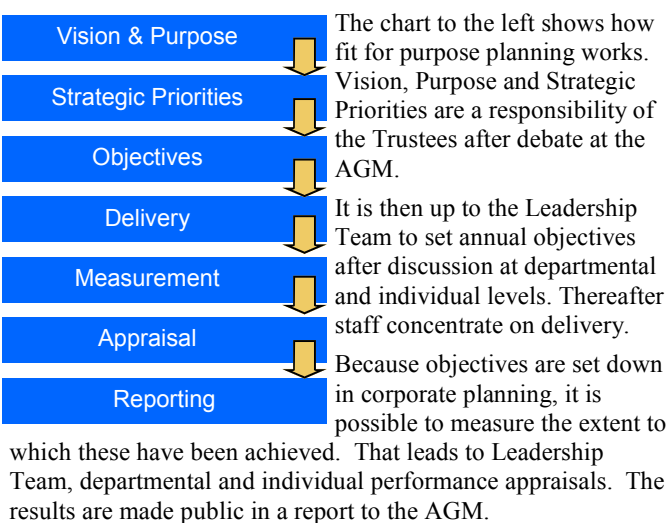 Vision & Purpose
Strategic Priorities
Objectives
Delivery
Measurement
Appraisal
Reporting
The chart to the left shows how
fit for purpose planning works.
Vision, Purpose and Strategic
Priorities are a responsibility of
the Trustees after debate at the
AGM.
It is then up to the Leadership
Team to set annual objectives
after discussion at departmental
and individual levels. Thereafter
staff concentrate on delivery.
Because objectives are set down
in corporate planning, it is
possible to measure the extent to
which these have been achieved.  That leads to Leadership
Team, departmental and individual performance appraisals.  The
results are made public in a report to the AGM.